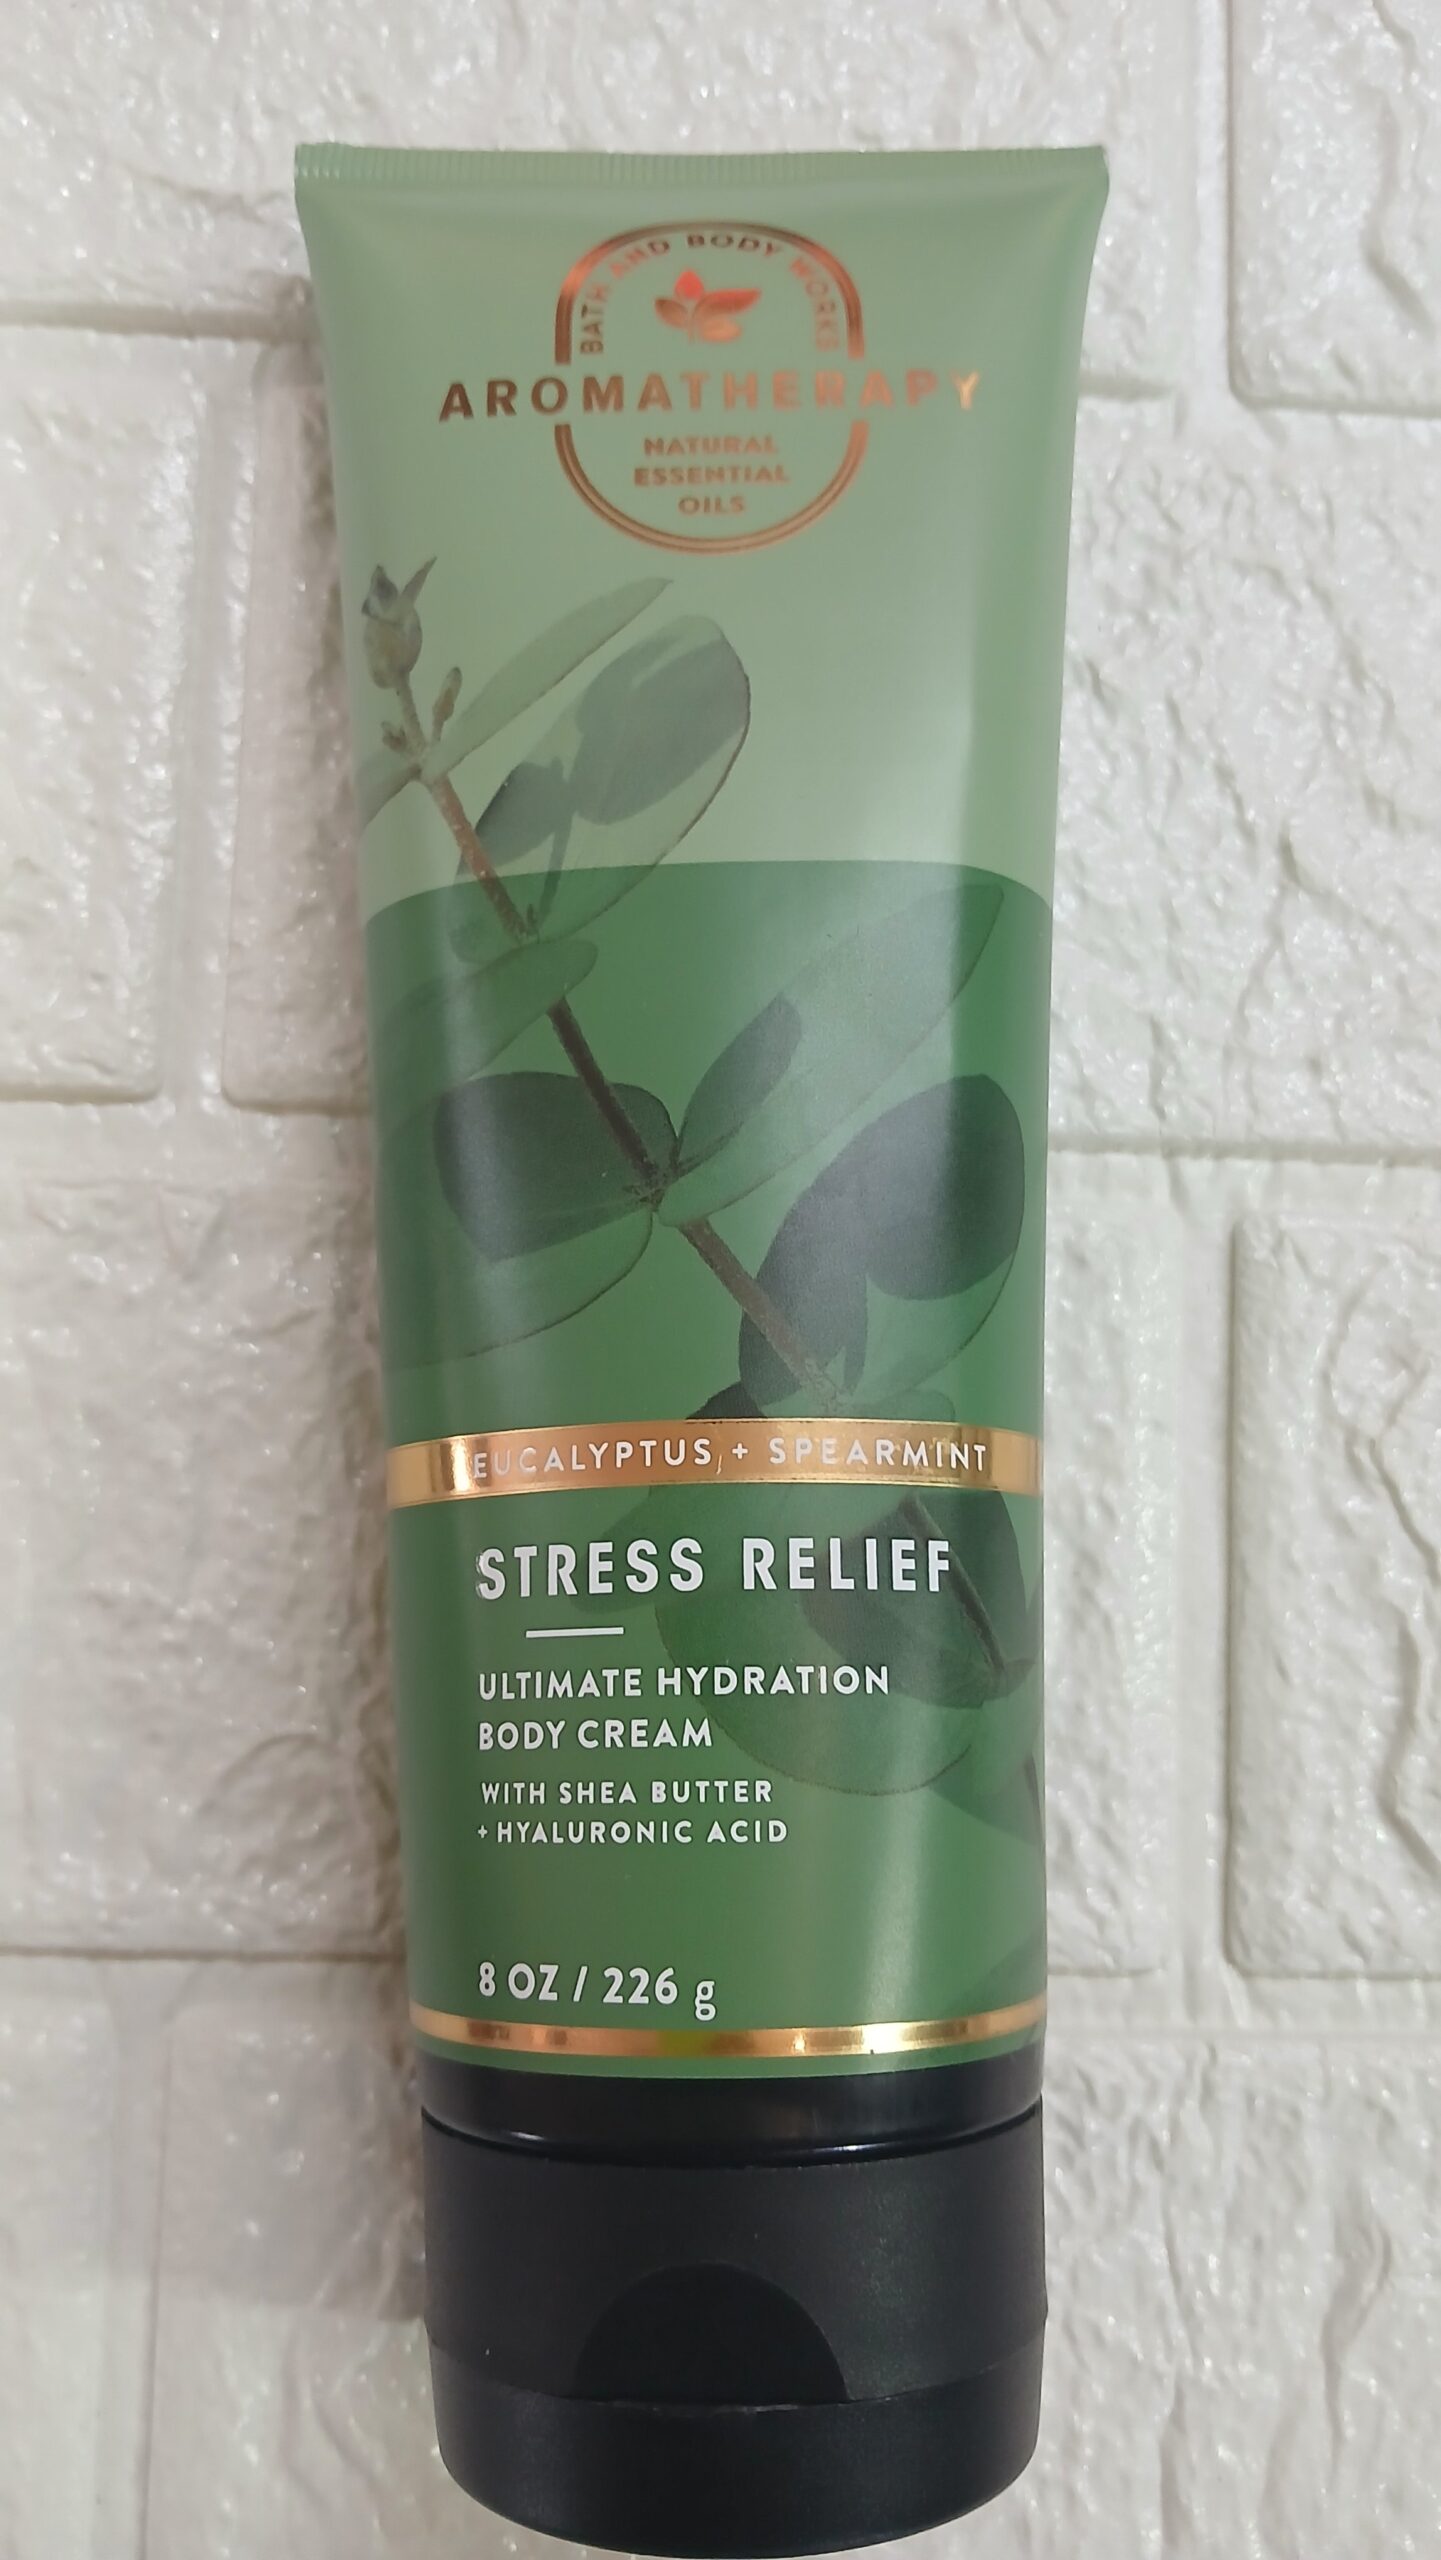 BATH AND BODY WORKS
AROMATHERAPY
NATURAL
ESSENTIAL
OILS
EUCALYPTUS + SPEARMINT
STRESS RELIEF
ULTIMATE HYDRATION
BODY CREAM
WITH SHEA BUTTER
+ HYALURONIC ACID
8 OZ / 226 g